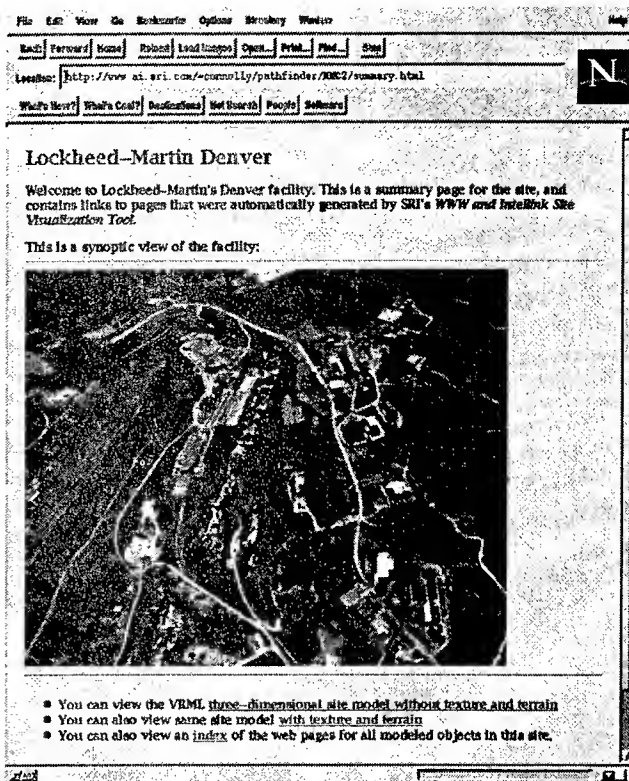 File Edit View Go Bookmarks Options Directory Window Help
Back Forward Home Reload Load Images Open... Print... Find... Stop
Location: http://www.ai.sri.com/~connolly/pathfinder/
What's New? What's Cool? Destinations Net Search People Software
N
Lockheed-Martin Denver
Welcome to Lockheed-Martin's Denver facility. This is a summary page for the site, and
contains links to pages that were automatically generated by SRI's WWW and Intelink Site
Visualization Tool.
This is a synoptic view of the facility:
You can view the VRML three-dimensional site model without texture and terrain
You can also view same site model with texture and terrain
You can also view an index of the web pages for all modeled objects in this site.